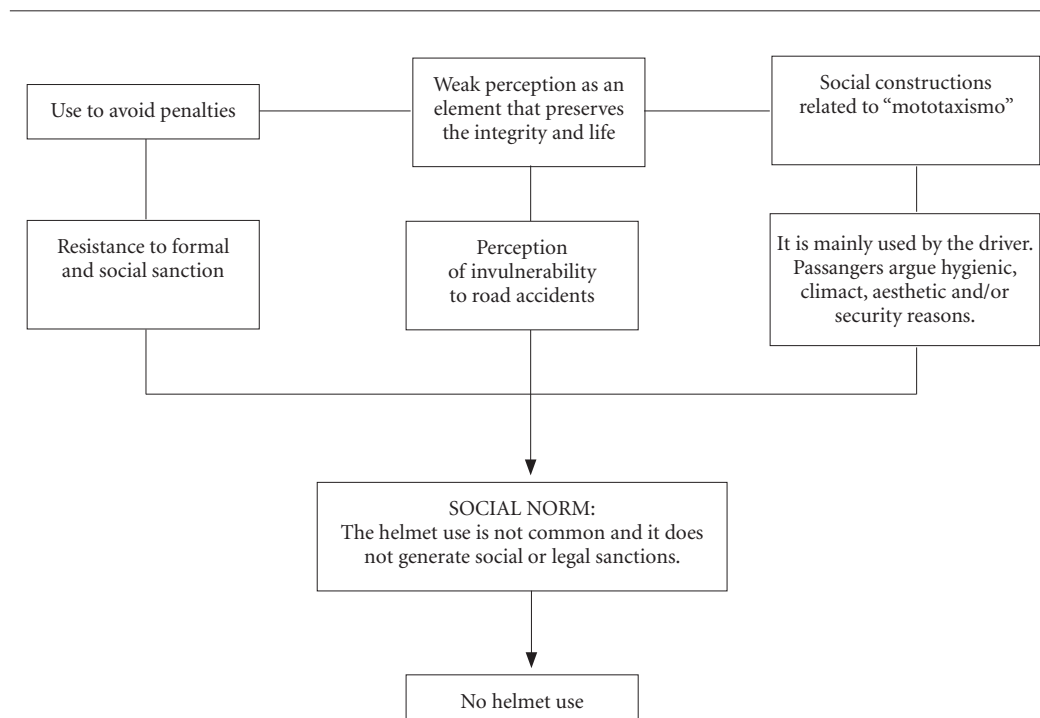 Use to avoid penalties
Weak perception as an
element that preserves
the integrity and life
Social constructions
related to “mototaxismo”
Resistance to formal
and social sanction
Perception
of invulnerability
to road accidents
It is mainly used by the driver.
Passangers argue hygienic,
climact, aesthetic and/or
security reasons.
SOCIAL NORM:
The helmet use is not common and it does
not generate social or legal sanctions.
No helmet use